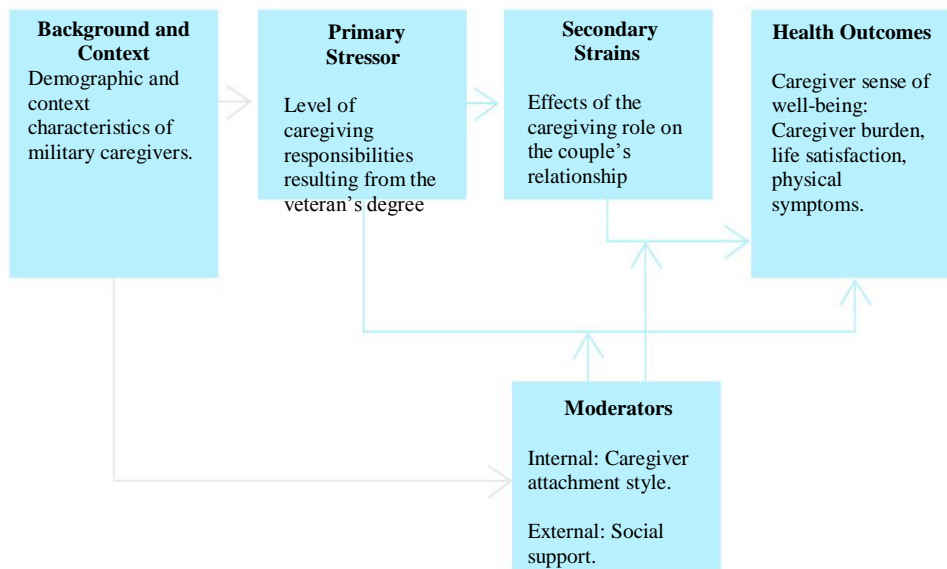 Background and
Context
Demographic and
context
characteristics of
military caregivers.
Primary
Stressor
Level of
caregiving
responsibilities
resulting from the
veteran’s degree
Secondary
Strains
Effects of the
caregiving role on
the couple’s
relationship
Health Outcomes
Caregiver sense of
well-being:
Caregiver burden,
life satisfaction,
physical
symptoms.
Moderators
Internal: Caregiver
attachment style.
External: Social
support.